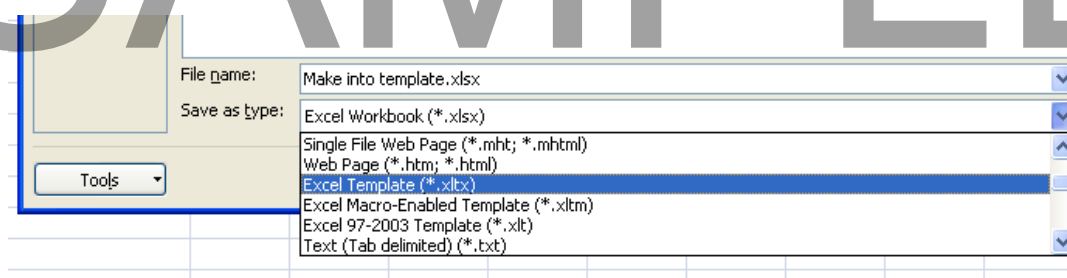 SAMPLE
File name:
Make into template.xlsx
Save as type:
Excel Workbook (*.xlsx)
Single File Web Page (*.mht; *.mhtml)
Web Page (*.htm; *.html)
Excel Template (*.xltx)
Excel Macro-Enabled Template (*.xltm)
Excel 97-2003 Template (*.xlt)
Text (Tab delimited) (*.txt)
Tools